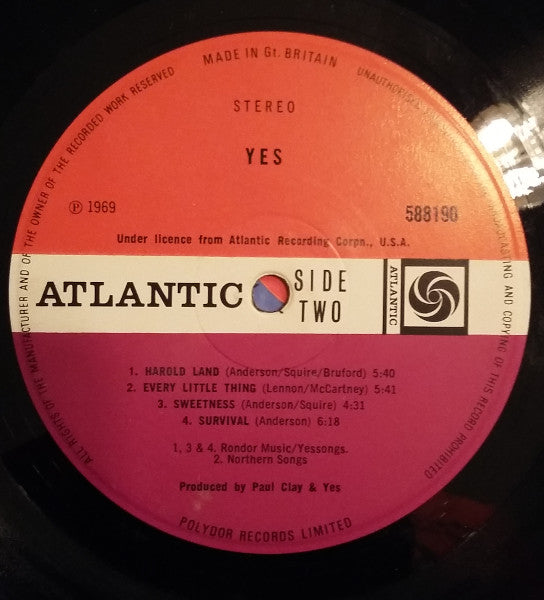 MADE IN Gt. BRITAIN
STEREO
YES
℗ 1969
588190
Under licence from Atlantic Recording Corpn., U.S.A.
ATLANTIC
SIDE
TWO
ATLANTIC
1. HAROLD LAND (Anderson/Squire/Bruford) 5:40
2. EVERY LITTLE THING (Lennon/McCartney) 5:41
3. SWEETNESS (Anderson/Squire) 4:31
4. SURVIVAL (Anderson) 6:18
1, 3 & 4. Rondor Music/Yessongs.
2. Northern Songs
Produced by Paul Clay & Yes
POLYDOR RECORDS LIMITED
ALL RIGHTS OF THE MANUFACTURER AND OF THE OWNER OF THE RECORDED WORK RESERVED
AND COPYING OF THIS RECORD PROHIBITED